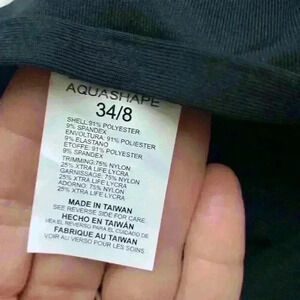 AQUASHAPE
34/8
SHELL: 91% POLYESTER
9% SPANDEX
ENVOLTURA: 91% POLIESTER
9% ELASTANO
ETOFFE: 91% POLYESTER
9% SPANDEX
TRIMMING: 75% NYLON
25% XTRA LIFE LYCRA
GARNISSAGE: 75% NYLON
25% XTRA LIFE LYCRA
ADORNO: 75% NYLON
25% XTRA LIFE LYCRA
MADE IN TAIWAN
SEE REVERSE SIDE FOR CARE
HECHO EN TAIWÁN
REVERSO PARA EL CUIDADO DE
FABRIQUE AU TAIWAN
VOIR AU VERSO POUR LES SOINS